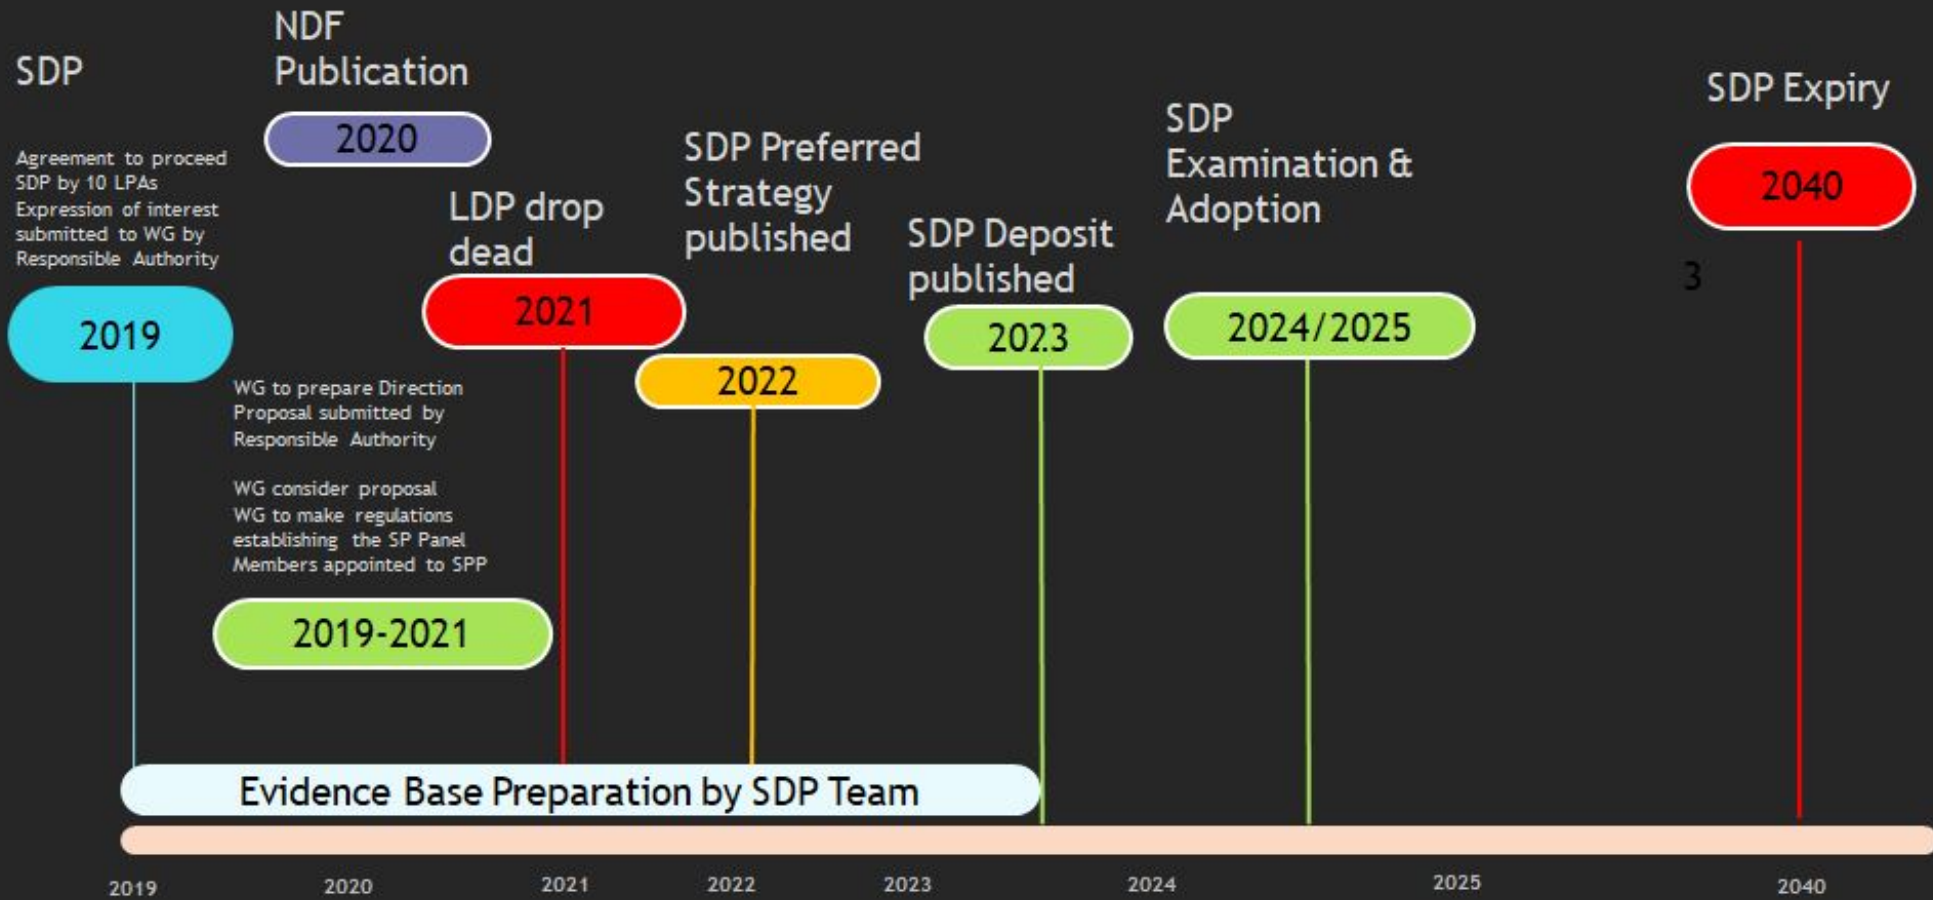 SDP
Agreement to proceed
SDP by 10 LPAs
Expression of interest
submitted to WG by
Responsible Authority
2019
NDF
Publication
2020
WG to prepare Direction
Proposal submitted by
Responsible Authority
WG consider proposal
WG to make regulations
establishing the SP Panel
Members appointed to SPP
2019-2021
LDP drop
dead
2021
SDP Preferred
Strategy
published
2022
SDP Deposit
published
2023
SDP
Examination &
Adoption
2024/2025
SDP Expiry
2040
3
Evidence Base Preparation by SDP Team
2019 2020 2021 2022 2023 2024 2025 2040